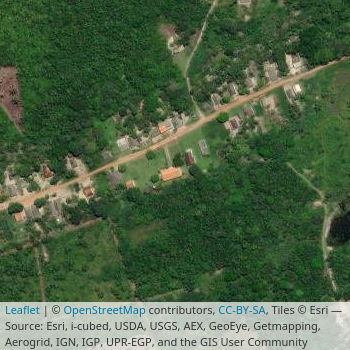 Leaflet | © OpenStreetMap contributors, CC-BY-SA, Tiles © Esri —
Source: Esri, i-cubed, USDA, USGS, AEX, GeoEye, Getmapping,
Aerogrid, IGN, IGP, UPR-EGP, and the GIS User Community